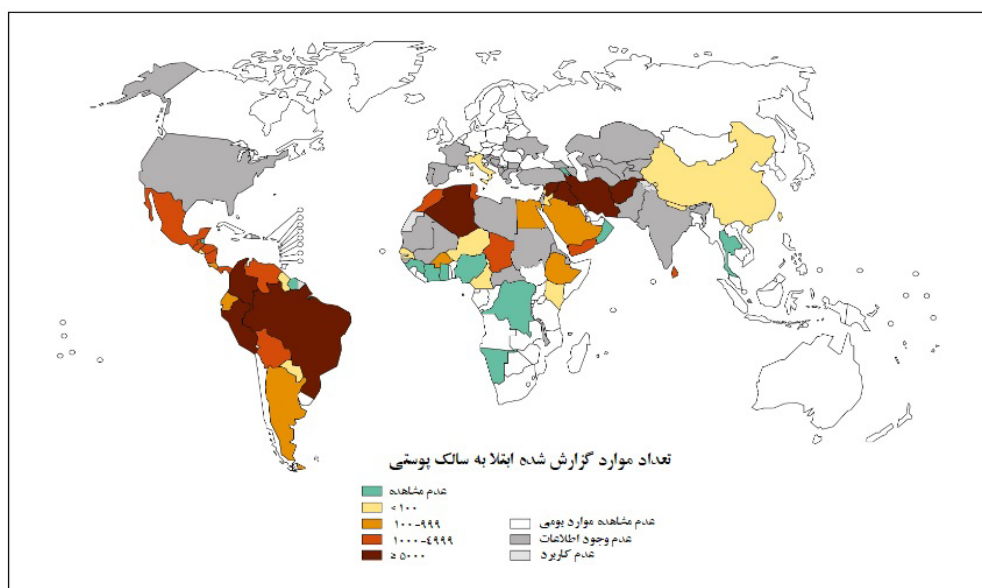 تعداد موارد گزارش شده ابتلا به سالک پوستی
عدم مشاهده
< ۱۰۰
۱۰۰-۹۹۹
۱۰۰۰-۴۹۹۹
≥ ۵۰۰۰
عدم مشاهده موارد بومی
عدم وجود اطلاعات
عدم کاربرد